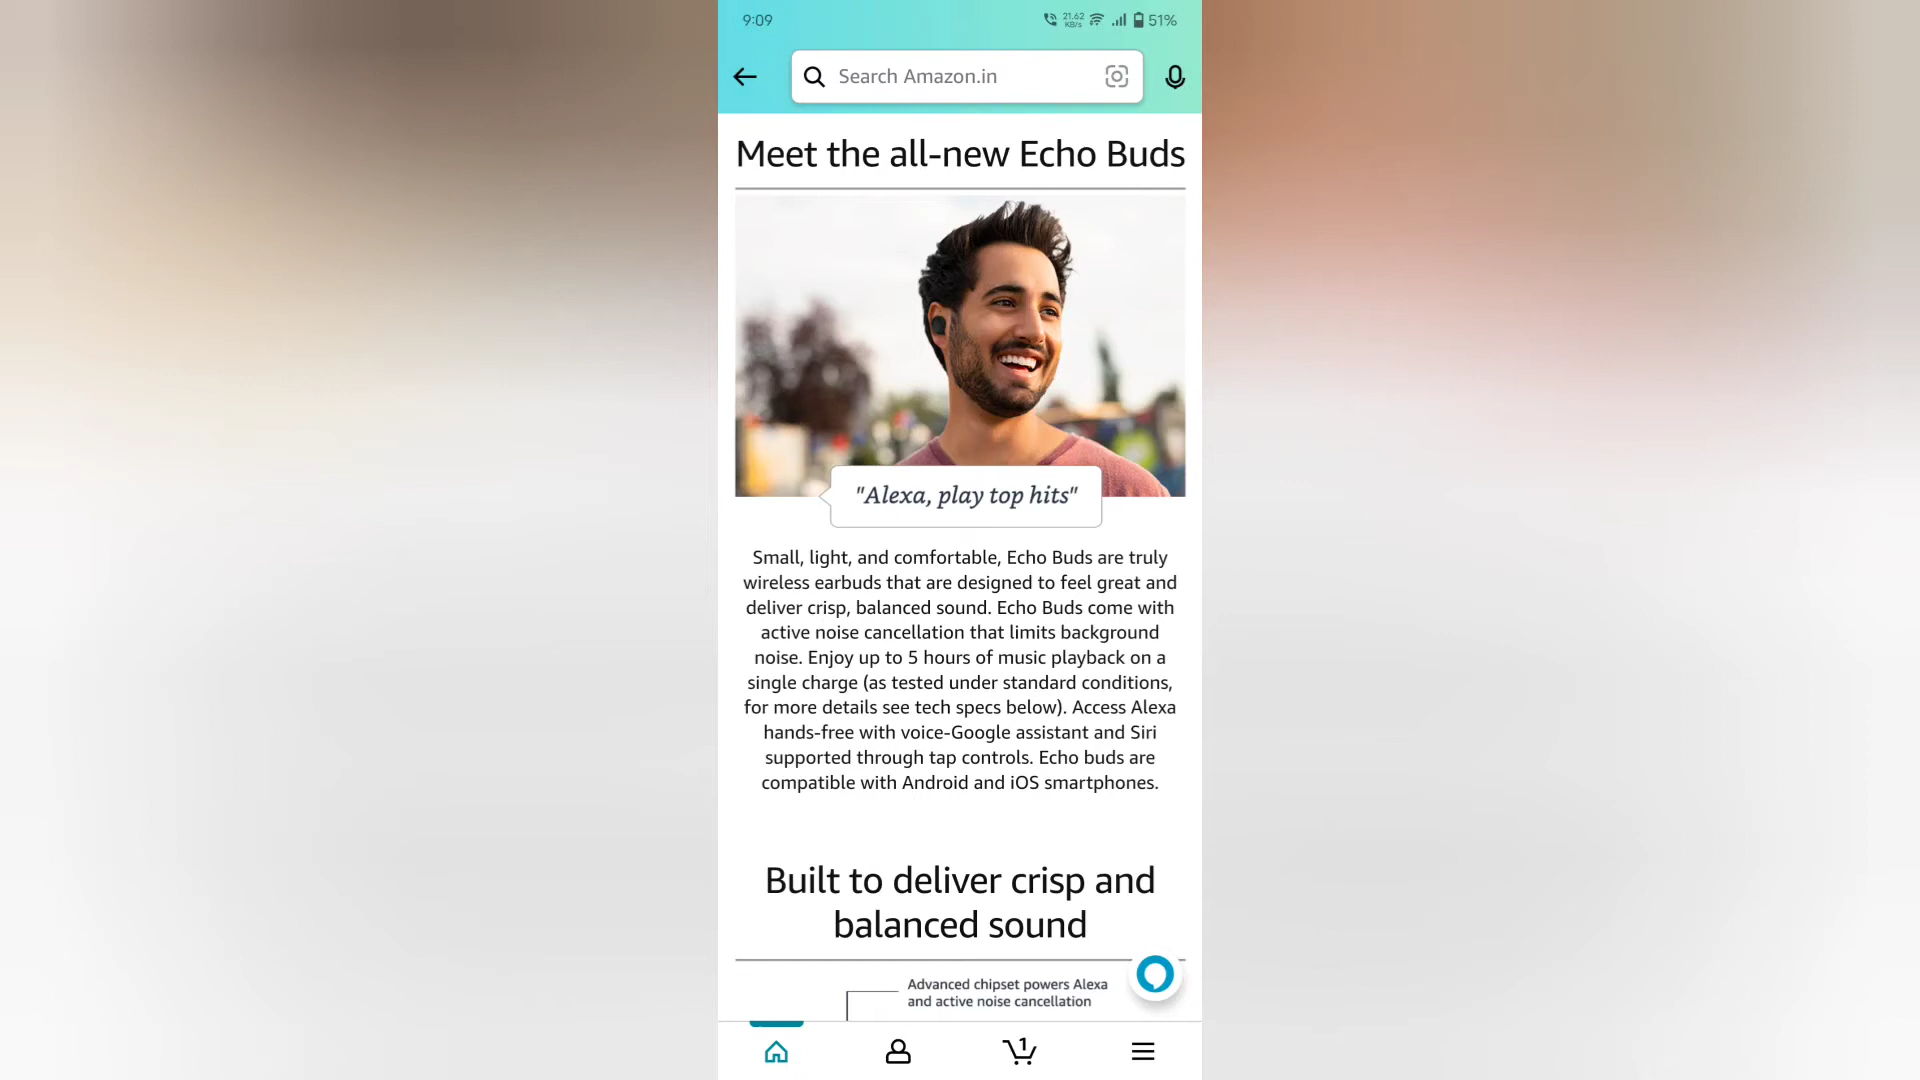 9:09
21.62
KB/s
51%
Search Amazon.in
Meet the all-new Echo Buds
"Alexa, play top hits"
Small, light, and comfortable, Echo Buds are truly
wireless earbuds that are designed to feel great and
deliver crisp, balanced sound. Echo Buds come with
active noise cancellation that limits background
noise. Enjoy up to 5 hours of music playback on a
single charge (as tested under standard conditions,
for more details see tech specs below). Access Alexa
hands-free with voice-Google assistant and Siri
supported through tap controls. Echo buds are
compatible with Android and iOS smartphones.
Built to deliver crisp and
balanced sound
Advanced chipset powers Alexa
and active noise cancellation
1